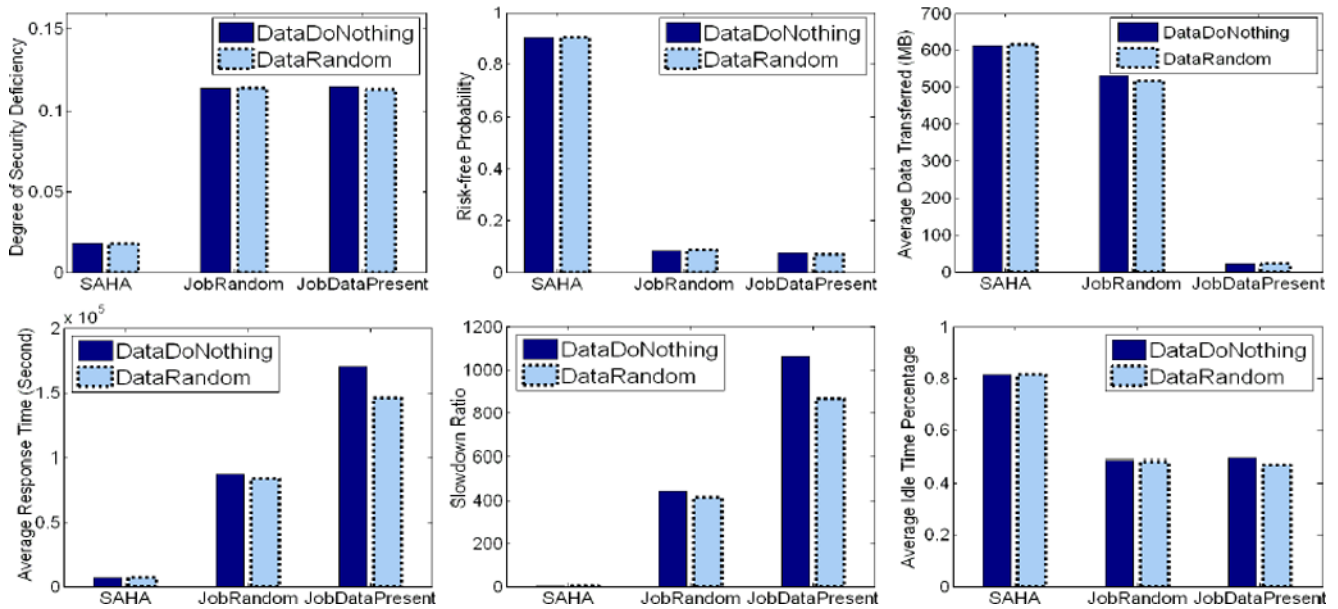 Degree of Security Deficiency
0.15
0.1
0.05
0
DataDoNothing
DataRandom
SAHA JobRandom JobDataPresent
Risk-free Probability
1
0.8
0.6
0.4
0.2
0
DataDoNothing
DataRandom
SAHA JobRandom JobDataPresent
Average Data Transferred (MB)
700
600
500
400
300
200
100
0
DataDoNothing
DataRandom
SAHA JobRandom JobDataPresent
Average Response Time (Second)
x 10^5
2
1.5
1
0.5
0
DataDoNothing
DataRandom
SAHA JobRandom JobDataPresent
Slowdown Ratio
1200
1000
800
600
400
200
0
DataDoNothing
DataRandom
SAHA JobRandom JobDataPresent
Average Idle Time Percentage
1
0.8
0.6
0.4
0.2
0
DataDoNothing
DataRandom
SAHA JobRandom JobDataPresent